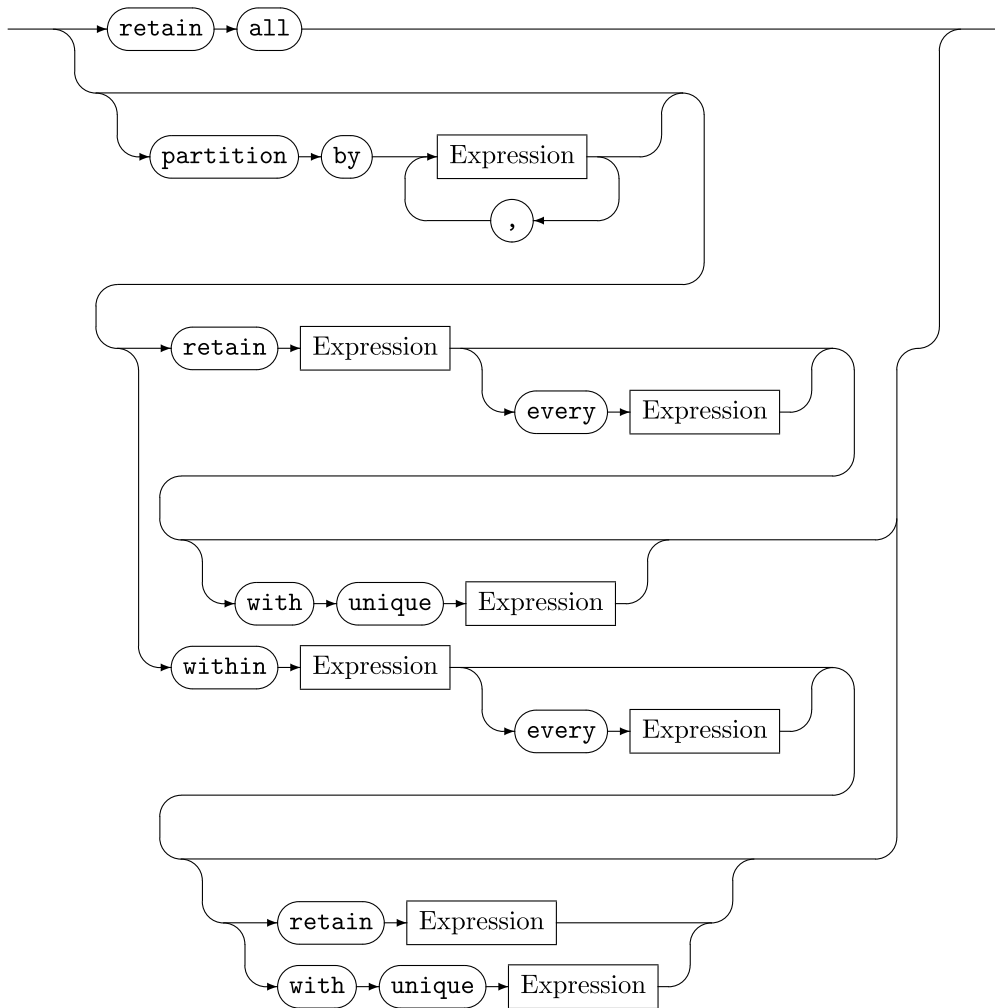 retain all
partition by Expression
,
retain Expression
every Expression
with unique Expression
within Expression
every Expression
retain Expression
with unique Expression